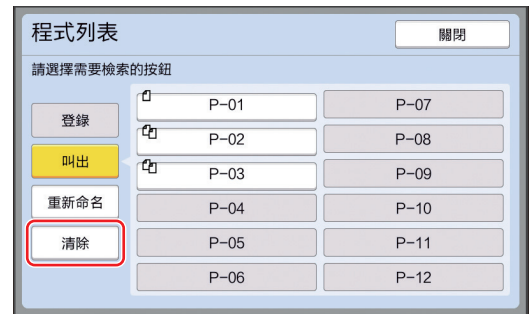 程式列表
關閉
請選擇需要檢索的按鈕
登錄
叫出
重新命名
清除
P-01
P-02
P-03
P-04
P-05
P-06
P-07
P-08
P-09
P-10
P-11
P-12